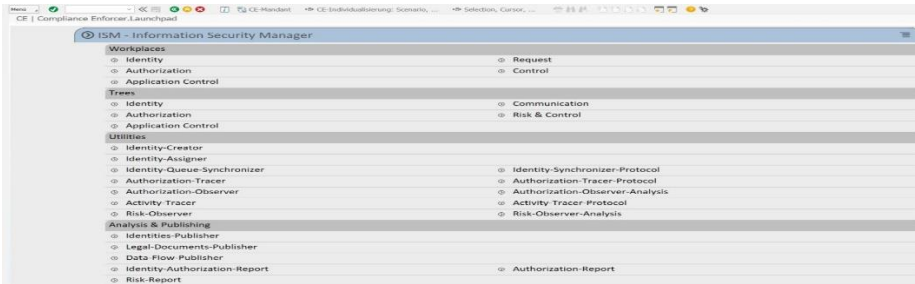 Menu
CE-Mandant CE-Individualisierung: Scenario, ... Selection, Cursor, ...
CE | Compliance Enforcer.Launchpad
ISM - Information Security Manager
Workplaces
Identity Request
Authorization Control
Application Control
Trees
Identity Communication
Authorization Risk & Control
Application Control
Utilities
Identity-Creator
Identity-Assigner
Identity-Queue-Synchronizer Identity-Synchronizer-Protocol
Authorization-Tracer Authorization-Tracer-Protocol
Authorization-Observer Authorization-Observer-Analysis
Activity-Tracer Activity-Tracer-Protocol
Risk-Observer Risk-Observer-Analysis
Analysis & Publishing
Identities-Publisher
Legal-Documents-Publisher
Data-Flow-Publisher
Identity-Authorization-Report Authorization-Report
Risk-Report